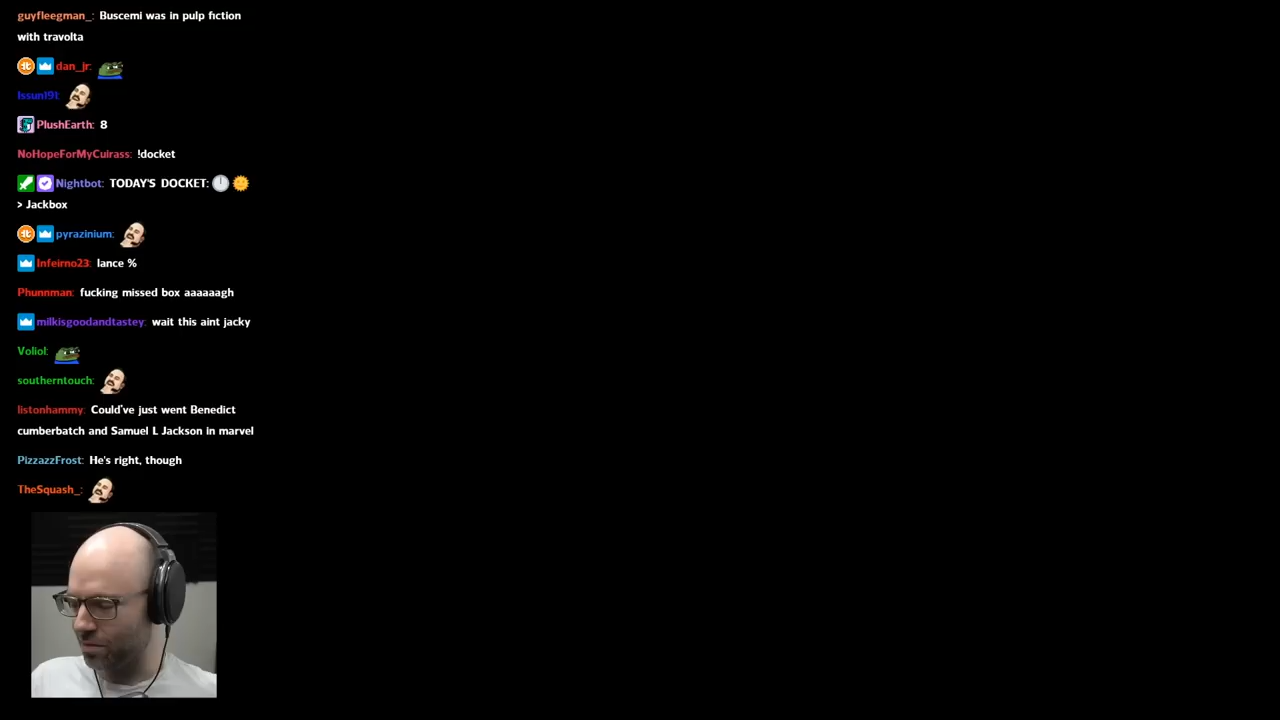 guyfleegman_: Buscemi was in pulp fiction
with travolta
dan_jr:
Issun191:
PlushEarth: 8
NoHopeForMyCuirass: !docket
Nightbot: TODAY'S DOCKET:
> Jackbox
pyrazinium:
Infeirno23: lance %
Phunnman: fucking missed box aaaaaagh
milkisgoodandtastey: wait this aint jacky
Voliol:
southerntouch:
listonhammy: Could've just went Benedict
cumberbatch and Samuel L Jackson in marvel
PizzazzFrost: He's right, though
TheSquash_: